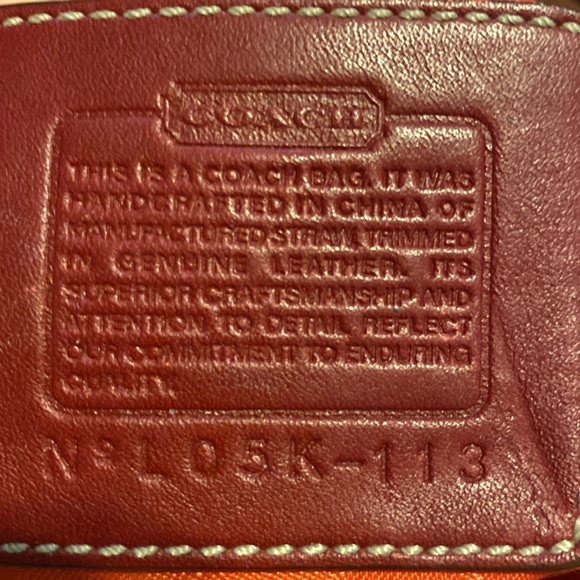 COACH
THIS IS A COACH BAG. IT WAS
HANDCRAFTED IN CHINA OF
MANUFACTURED STRAW, TRIMMED
IN GENUINE LEATHER. ITS
SUPERIOR CRAFTSMANSHIP AND
ATTENTION TO DETAIL REFLECT
OUR COMMITMENT TO ENDURING
QUALITY.
Nº L05K-113